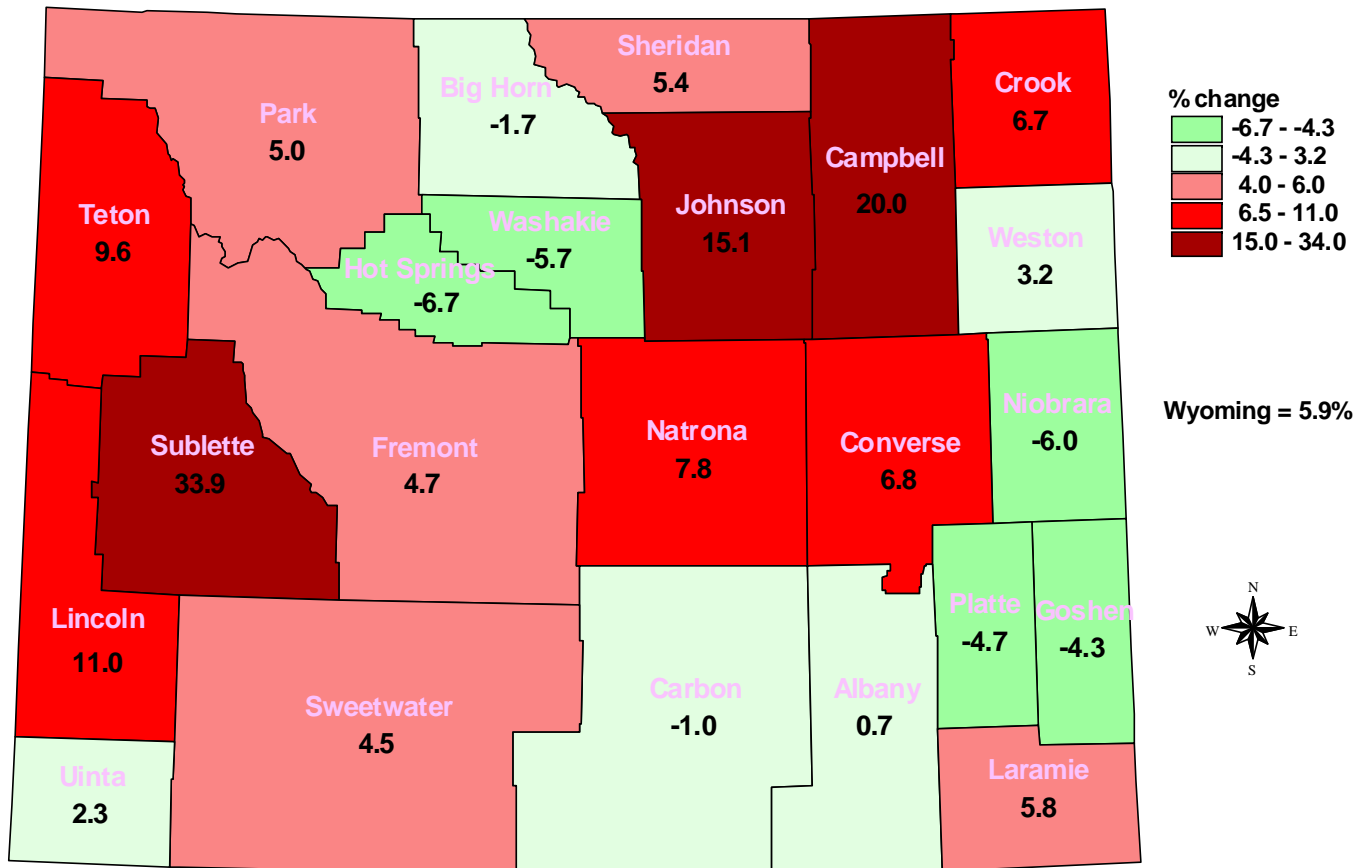 Sheridan
5.4
Big Horn
-1.7
Crook
6.7
Park
5.0
Campbell
20.0
Johnson
15.1
Teton
9.6
Washakie
-5.7
Weston
3.2
Hot Springs
-6.7
Niobrara
-6.0
Sublette
33.9
Fremont
4.7
Natrona
7.8
Converse
6.8
Lincoln
11.0
Platte
-4.7
Goshen
-4.3
Sweetwater
4.5
Carbon
-1.0
Albany
0.7
Uinta
2.3
Laramie
5.8
% change
-6.7 - -4.3
-4.3 - 3.2
4.0 - 6.0
6.5 - 11.0
15.0 - 34.0
Wyoming = 5.9%
N
W E
S